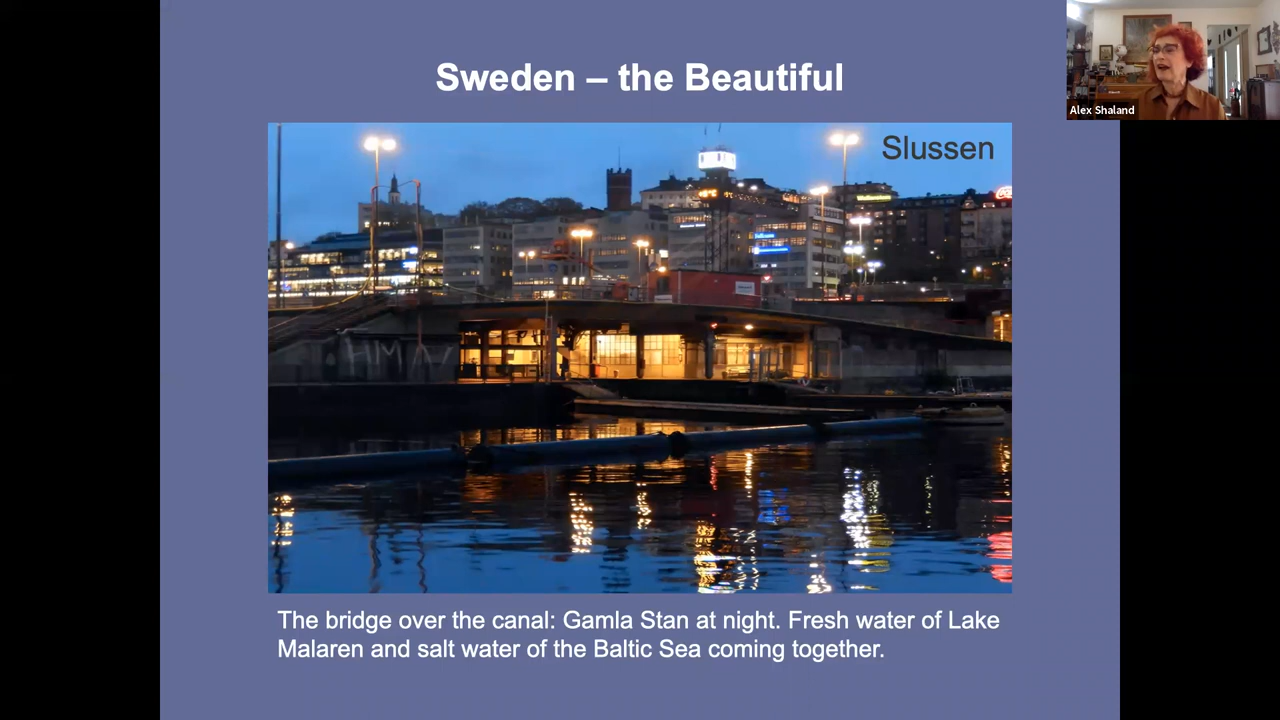 Sweden – the Beautiful
Alex Shaland
Slussen
HM
The bridge over the canal: Gamla Stan at night. Fresh water of Lake
Malaren and salt water of the Baltic Sea coming together.